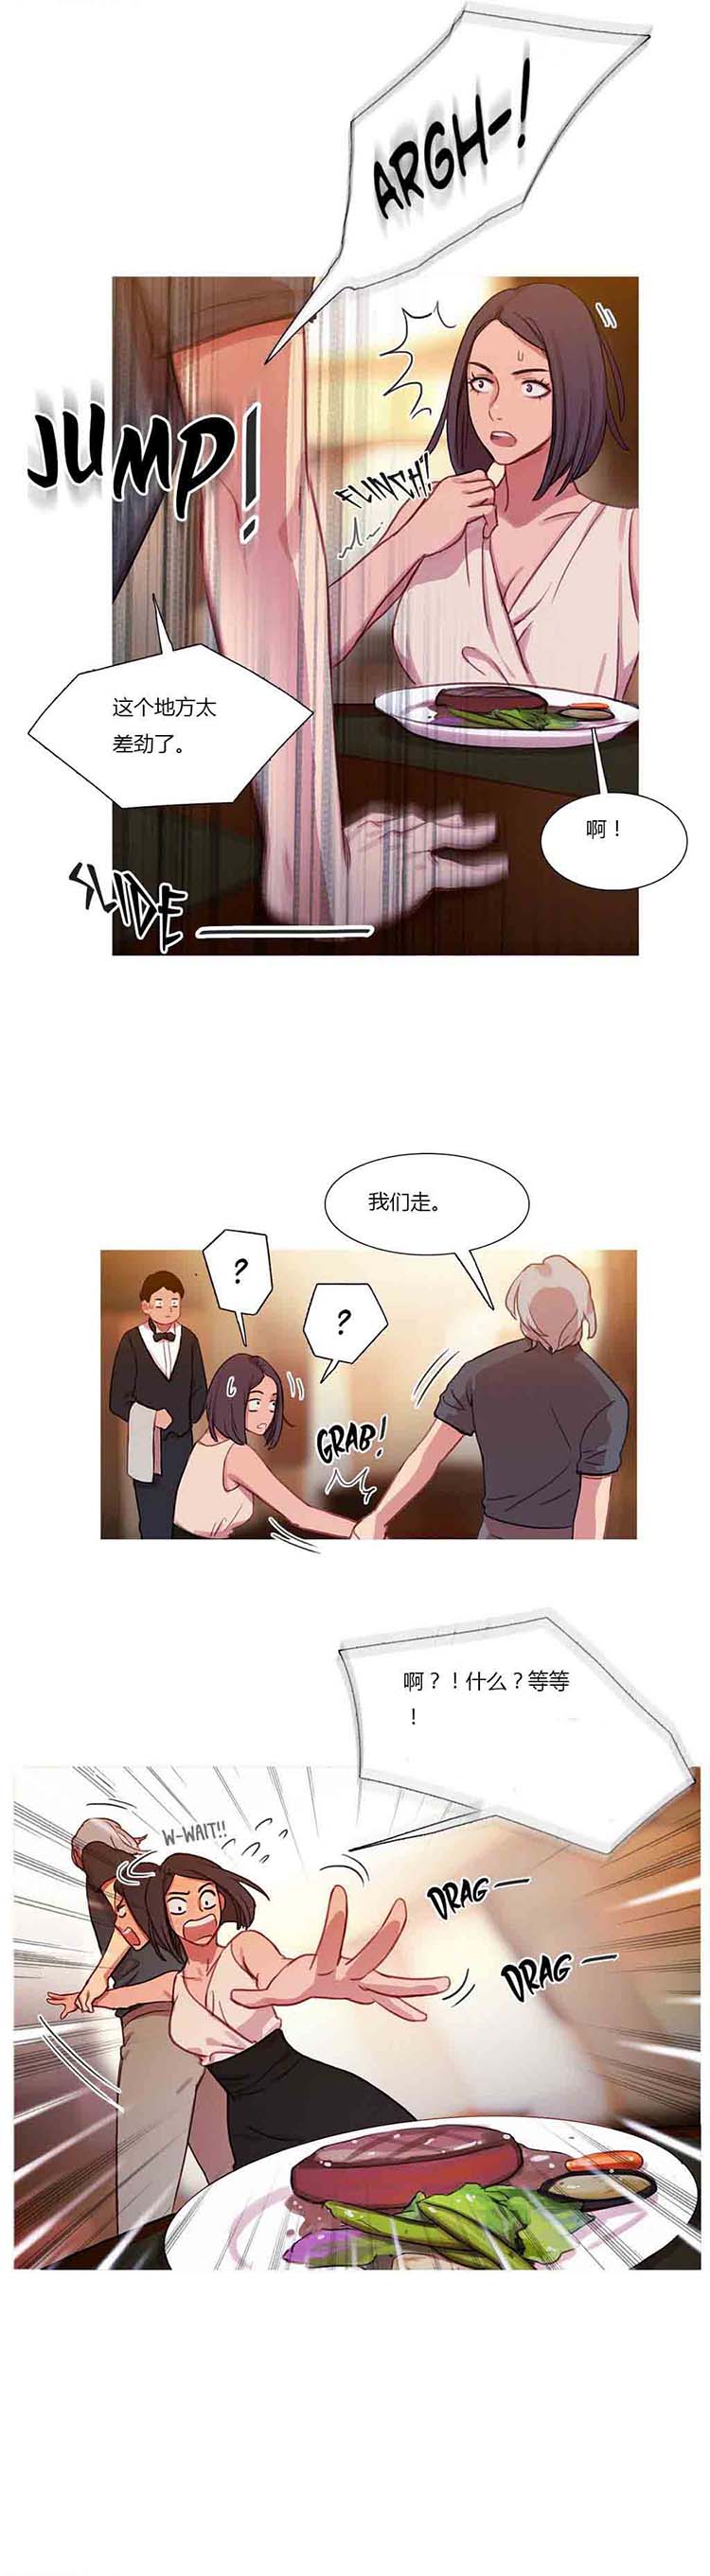 ARGH-!
JUMP!
FLINCH!
这个地方太
差劲了。
啊！
SLIDE
我们走。
?
?
GRAB!
啊？！什么？等等
！
W-WAIT!!
DRAG—
DRAG—